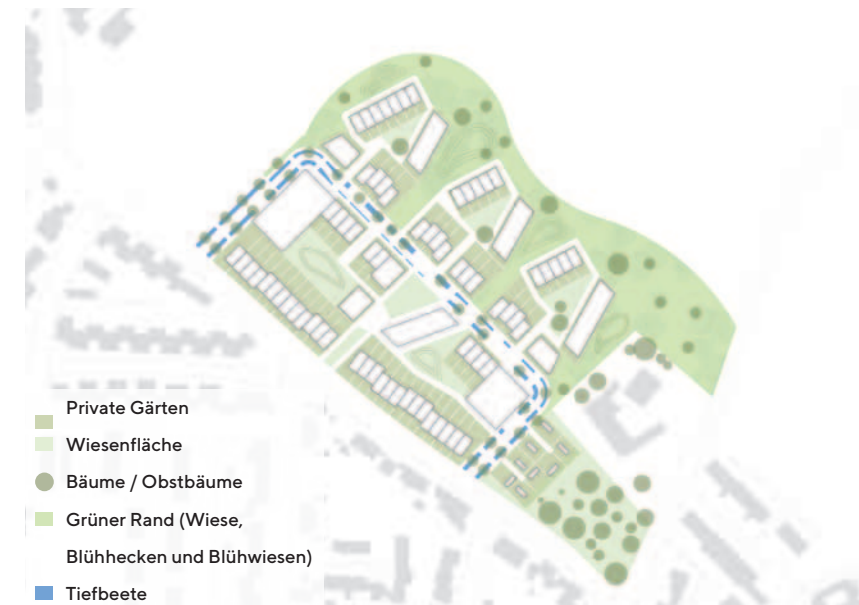 Private Gärten
Wiesenfläche
Bäume / Obstbäume
Grüner Rand (Wiese,
Blühhecken und Blühwiesen)
Tiefbeete